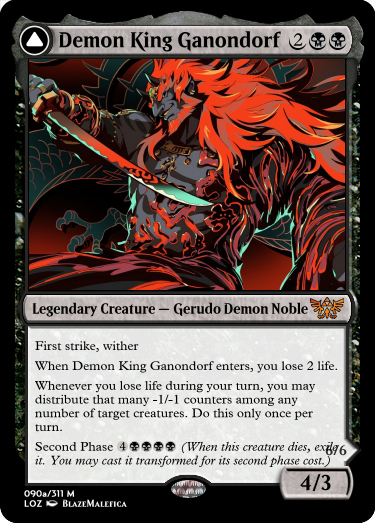 Demon King Ganondorf 2
Legendary Creature — Gerudo Demon Noble
First strike, wither
When Demon King Ganondorf enters, you lose 2 life.
Whenever you lose life during your turn, you may
distribute that many -1/-1 counters among any
number of target creatures. Do this only once per
turn.
Second Phase 4 (When this creature dies, exile
it. You may cast it transformed for its second phase cost.)
6/6
4/3
090a/311 M
LOZ BlazeMalefica